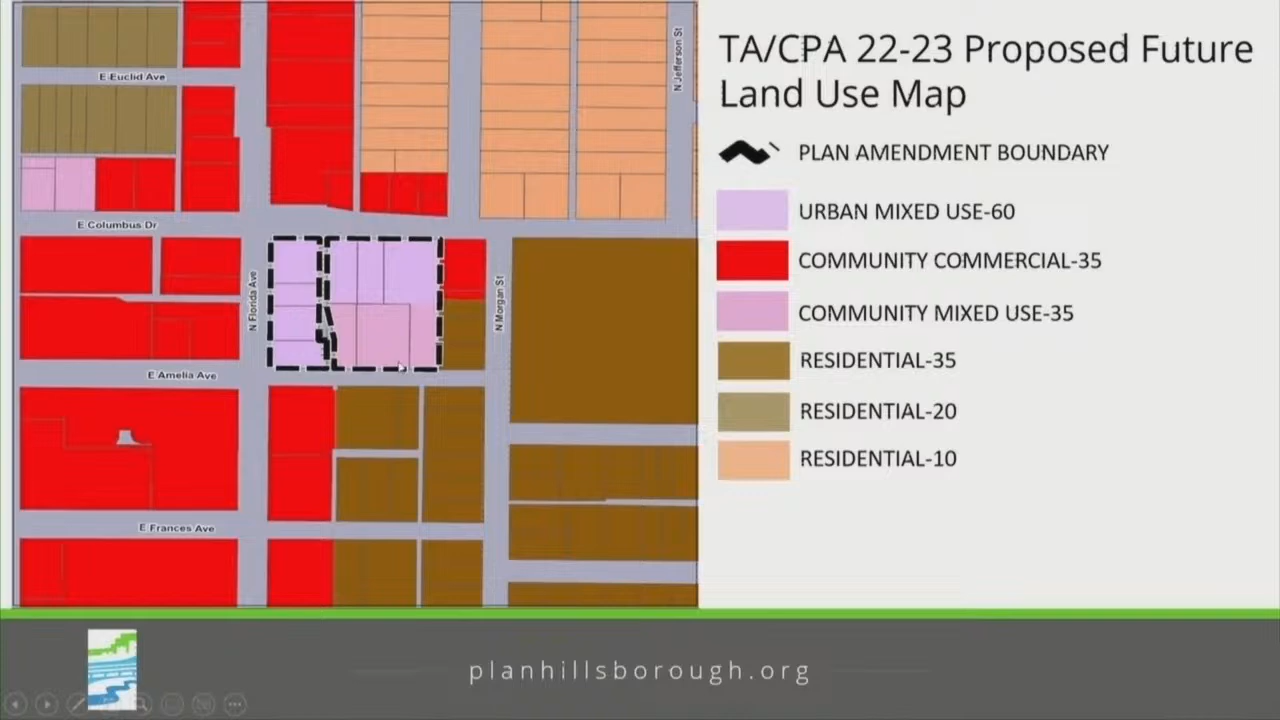 TA/CPA 22-23 Proposed Future
Land Use Map
PLAN AMENDMENT BOUNDARY
URBAN MIXED USE-60
COMMUNITY COMMERCIAL-35
COMMUNITY MIXED USE-35
RESIDENTIAL-35
RESIDENTIAL-20
RESIDENTIAL-10
E Euclid Ave
N Jefferson St
E Columbus Dr
N Florida Ave
N Morgan St
E Amelia Ave
E Frances Ave
planhillsborough.org